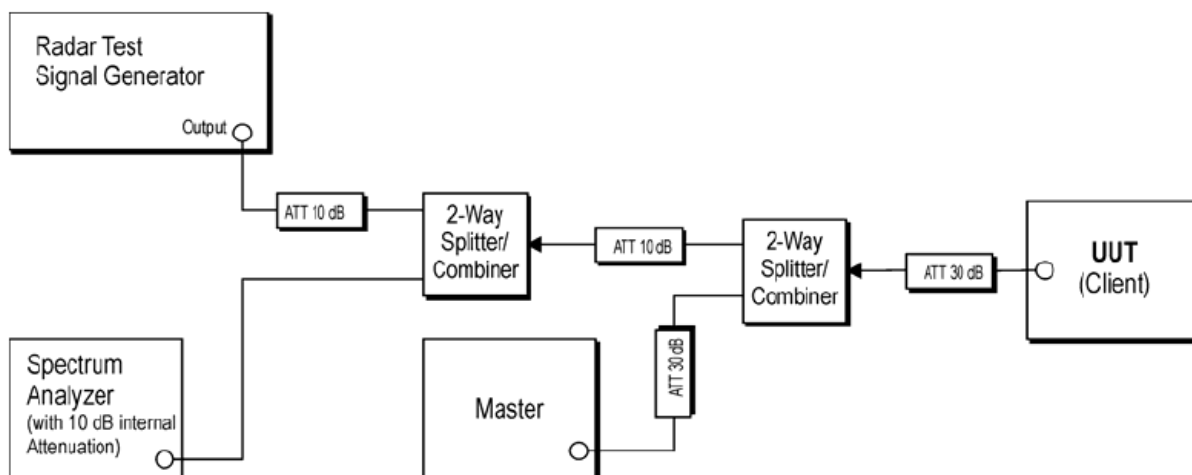 Radar Test
Signal Generator
Output
ATT 10 dB
2-Way
Splitter/
Combiner
ATT 10 dB
2-Way
Splitter/
Combiner
ATT 30 dB
UUT
(Client)
Spectrum
Analyzer
(with 10 dB internal
Attenuation)
Master
ATT 30 dB